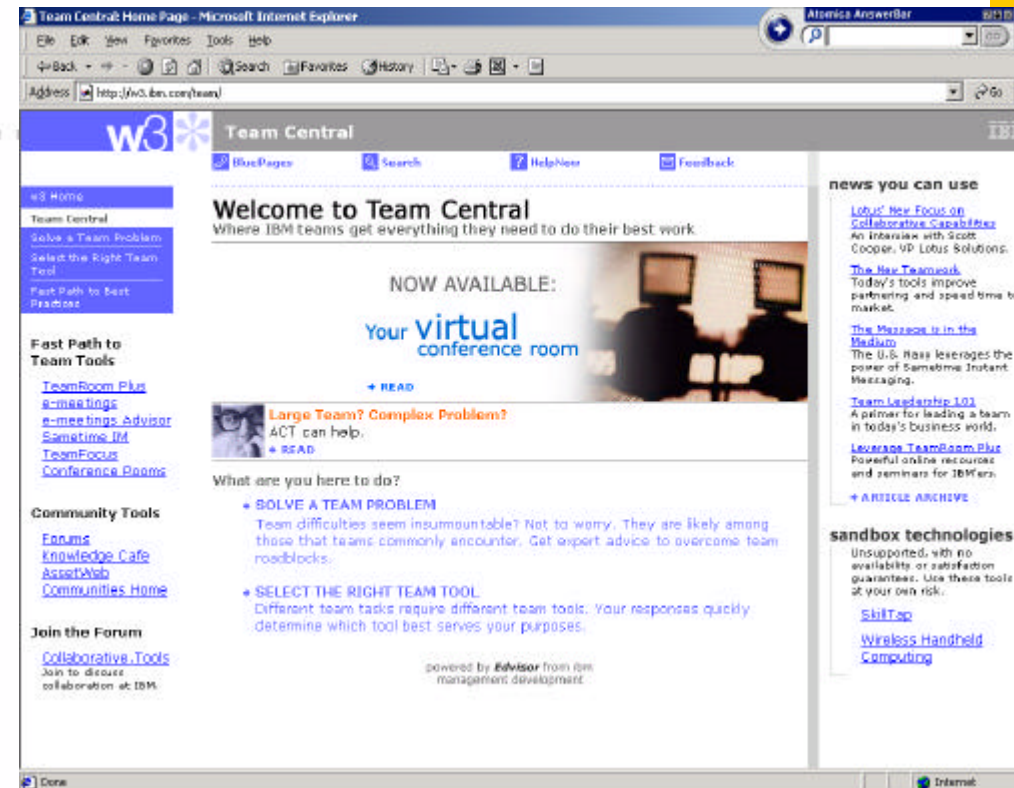 Team Central: Home Page - Microsoft Internet Explorer
Atomica AnswerBar
File Edit View Favorites Tools Help
Back Search Favorites History
Address http://w3.ibm.com/team/
Go
w3 Team Central
IBM
BluePages Search HelpNow Feedback
w3 Home
Team Central
Solve a Team Problem
Select the Right Team
Tool
Fast Path to Best
Practices
Fast Path to
Team Tools
TeamRoom Plus
e-meetings
e-meetings Advisor
Sametime IM
TeamFocus
Conference Rooms
Community Tools
Forums
Knowledge Cafe
AssetWeb
Communities Home
Join the Forum
Collaborative.Tools
Join to discuss
collaboration at IBM.
Welcome to Team Central
Where IBM teams get everything they need to do their best work
NOW AVAILABLE:
Your virtual
conference room
READ
Large Team? Complex Problem?
ACT can help.
READ
What are you here to do?
SOLVE A TEAM PROBLEM
Team difficulties seem insurmountable? Not to worry. They are likely among
those that teams commonly encounter. Get expert advice to overcome team
roadblocks.
SELECT THE RIGHT TEAM TOOL
Different team tasks require different team tools. Your responses quickly
determine which tool best serves your purposes.
powered by Edvisor from ibm
management development
news you can use
Lotus' New Focus on
Collaborative Capabilities
An interview with Scott
Cooper, VP Lotus Solutions.
The New Teamwork
Today's tools improve
partnering and speed time to
market.
The Message is in the
Medium
The U.S. Navy leverages the
power of Sametime Instant
Messaging.
Team Leadership 101
A primer for leading a team
in today's business world.
Leverage TeamRoom Plus
Powerful online resources
and seminars for IBM'ers.
ARTICLE ARCHIVE
sandbox technologies
Unsupported, with no
availability or satisfaction
guarantees. Use these tools
at your own risk.
SkillTap
Wireless Handheld
Computing
Done
Internet